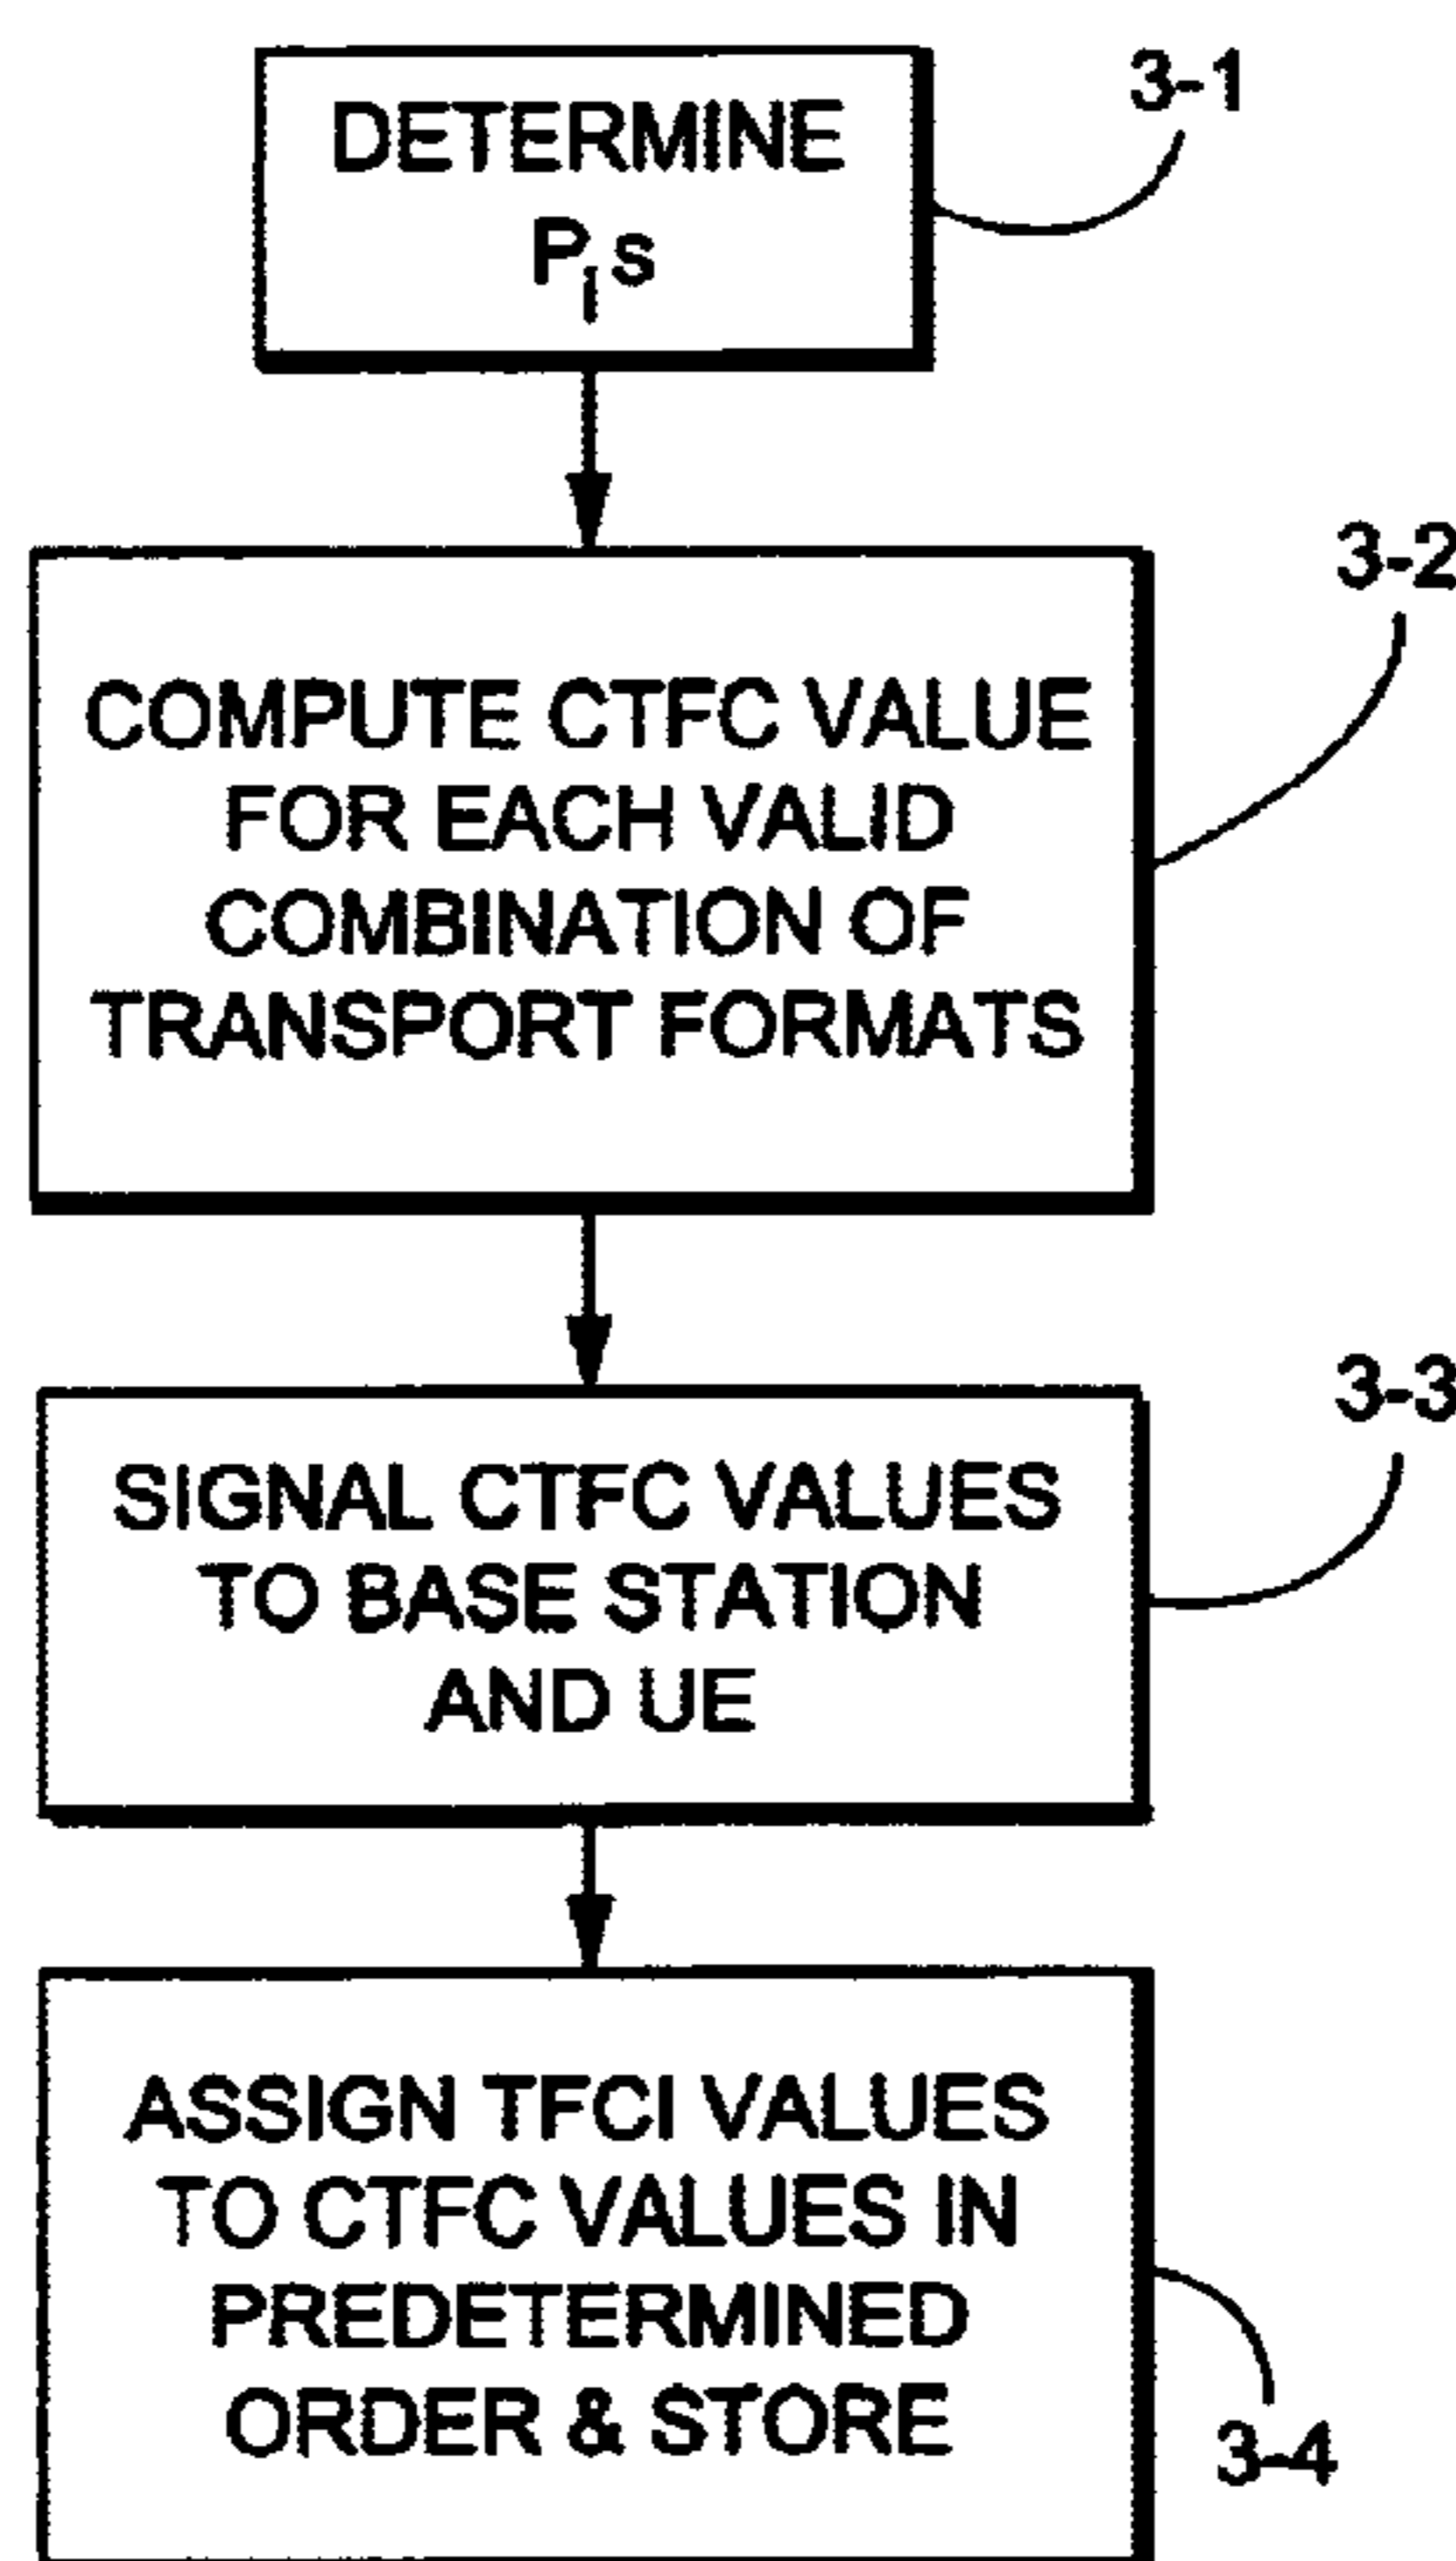 DETERMINE
Pis
3-1
COMPUTE CTFC VALUE
FOR EACH VALID
COMBINATION OF
TRANSPORT FORMATS
3-2
SIGNAL CTFC VALUES
TO BASE STATION
AND UE
3-3
ASSIGN TFCI VALUES
TO CTFC VALUES IN
PREDETERMINED
ORDER & STORE
3-4